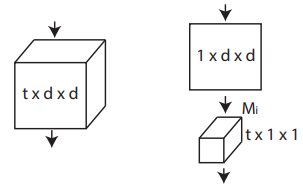 t x d x d
1 x d x d
Mi
t x 1 x 1